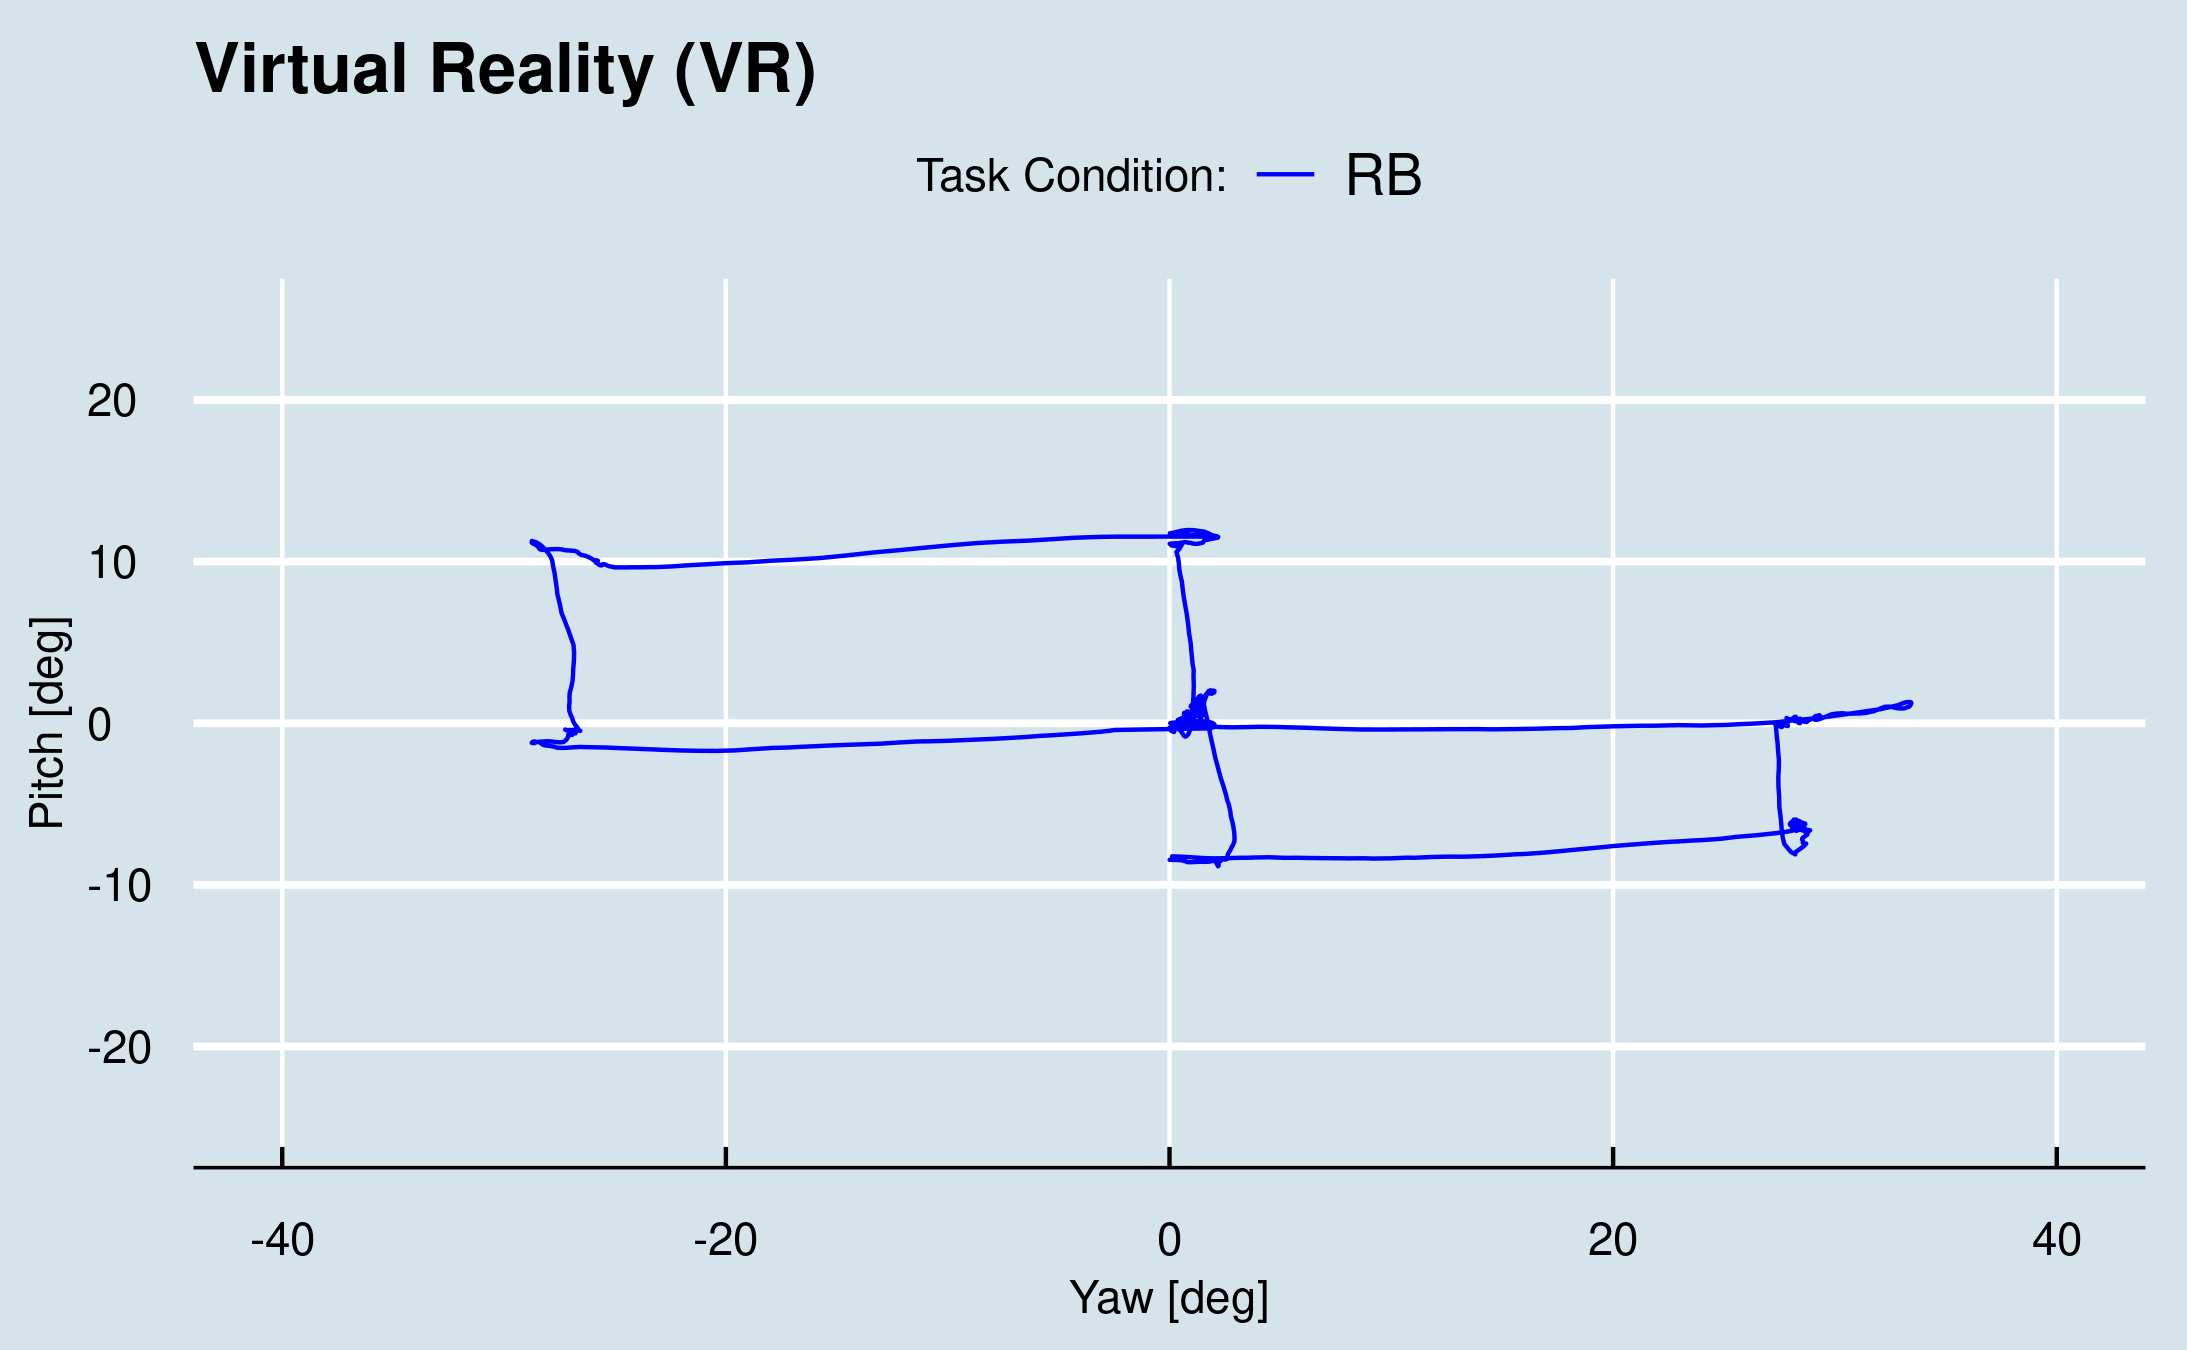 Virtual Reality (VR)
Task Condition: RB
Pitch [deg]
20
10
0
-10
-20
-40 -20 0 20 40
Yaw [deg]